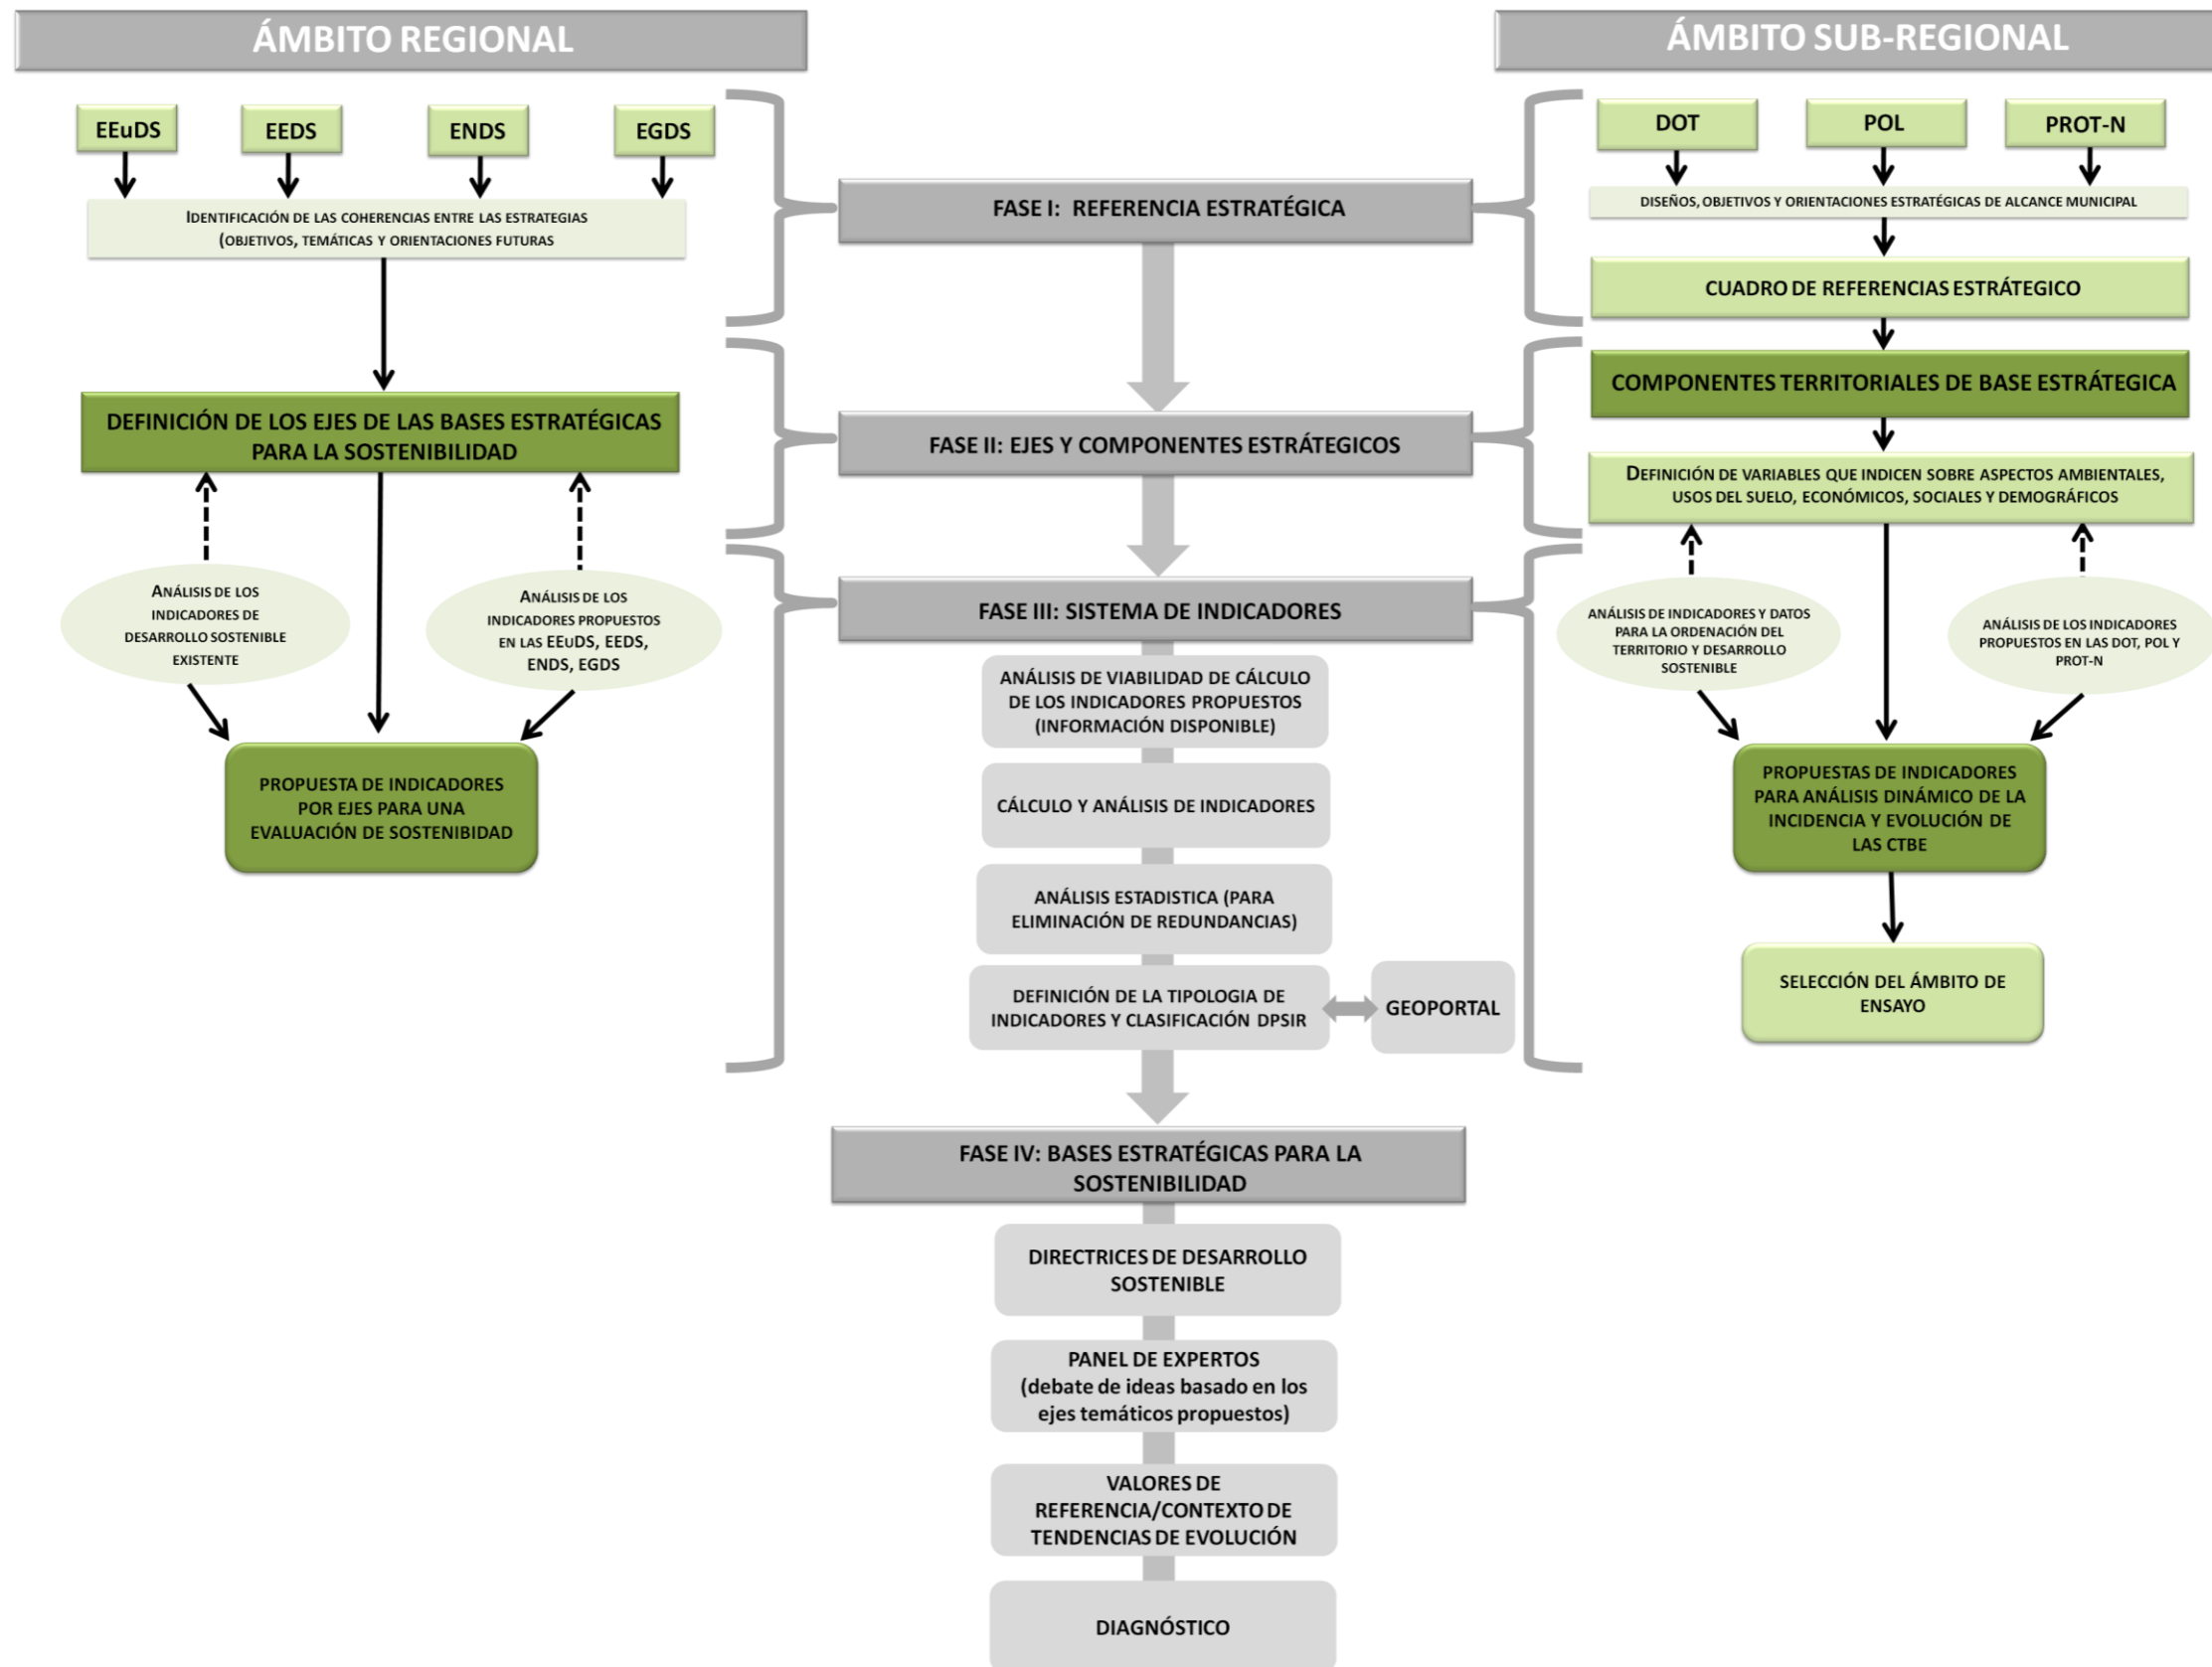 ÁMBITO REGIONAL
EEuDS
EEDS
ENDS
EGDS
IDENTIFICACIÓN DE LAS COHERENCIAS ENTRE LAS ESTRATEGIAS
(OBJETIVOS, TEMÁTICAS Y ORIENTACIONES FUTURAS
DEFINICIÓN DE LOS EJES DE LAS BASES ESTRATÉGICAS
PARA LA SOSTENIBILIDAD
ANÁLISIS DE LOS
INDICADORES DE
DESARROLLO SOSTENIBLE
EXISTENTE
ANÁLISIS DE LOS
INDICADORES PROPUESTOS
EN LAS EEUDS, EEDS,
ENDS, EGDS
PROPUESTA DE INDICADORES
POR EJES PARA UNA
EVALUACIÓN DE SOSTENIBIDAD
FASE I: REFERENCIA ESTRATÉGICA
FASE II: EJES Y COMPONENTES ESTRÁTEGICOS
FASE III: SISTEMA DE INDICADORES
ANÁLISIS DE VIABILIDAD DE CÁLCULO
DE LOS INDICADORES PROPUESTOS
(INFORMACIÓN DISPONIBLE)
CÁLCULO Y ANÁLISIS DE INDICADORES
ANÁLISIS ESTADISTICA (PARA
ELIMINACIÓN DE REDUNDANCIAS)
DEFINICIÓN DE LA TIPOLOGIA DE
INDICADORES Y CLASIFICACIÓN DPSIR
GEOPORTAL
FASE IV: BASES ESTRATÉGICAS PARA LA
SOSTENIBILIDAD
DIRECTRICES DE DESARROLLO
SOSTENIBLE
PANEL DE EXPERTOS
(debate de ideas basado en los
ejes temáticos propuestos)
VALORES DE
REFERENCIA/CONTEXTO DE
TENDENCIAS DE EVOLUCIÓN
DIAGNÓSTICO
ÁMBITO SUB-REGIONAL
DOT
POL
PROT-N
DISEÑOS, OBJETIVOS Y ORIENTACIONES ESTRATÉGICAS DE ALCANCE MUNICIPAL
CUADRO DE REFERENCIAS ESTRÁTEGICO
COMPONENTES TERRITORIALES DE BASE ESTRÁTEGICA
DEFINICIÓN DE VARIABLES QUE INDICEN SOBRE ASPECTOS AMBIENTALES,
USOS DEL SUELO, ECONÓMICOS, SOCIALES Y DEMOGRÁFICOS
ANÁLISIS DE INDICADORES Y DATOS
PARA LA ORDENACIÓN DEL
TERRITORIO Y DESARROLLO
SOSTENIBLE
ANÁLISIS DE LOS INDICADORES
PROPUESTOS EN LAS DOT, POL Y
PROT-N
PROPUESTAS DE INDICADORES
PARA ANÁLISIS DINÁMICO DE LA
INCIDENCIA Y EVOLUCIÓN DE
LAS CTBE
SELECCIÓN DEL ÁMBITO DE
ENSAYO